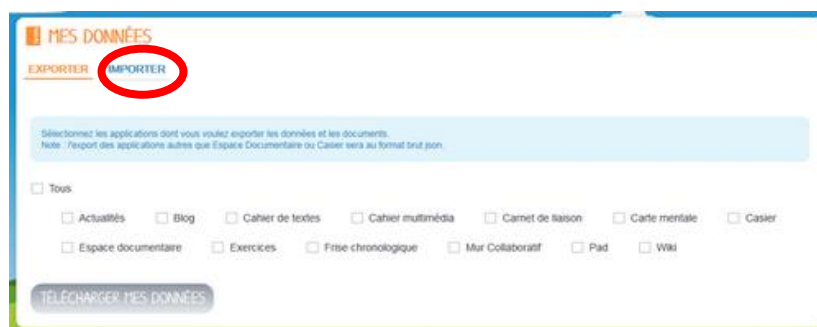 MES DONNÉES
EXPORTER IMPORTER
Sélectionnez les applications dont vous voulez exporter les données et les documents.
Note : l'export des applications autres que Espace Documentaire ou Casier sera au format brut json.
Tous
Actualités Blog Cahier de textes Cahier multimédia Carnet de liaison Carte mentale Casier
Espace documentaire Exercices Frise chronologique Mur Collaboratif Pad Wiki
TÉLÉCHARGER MES DONNÉES